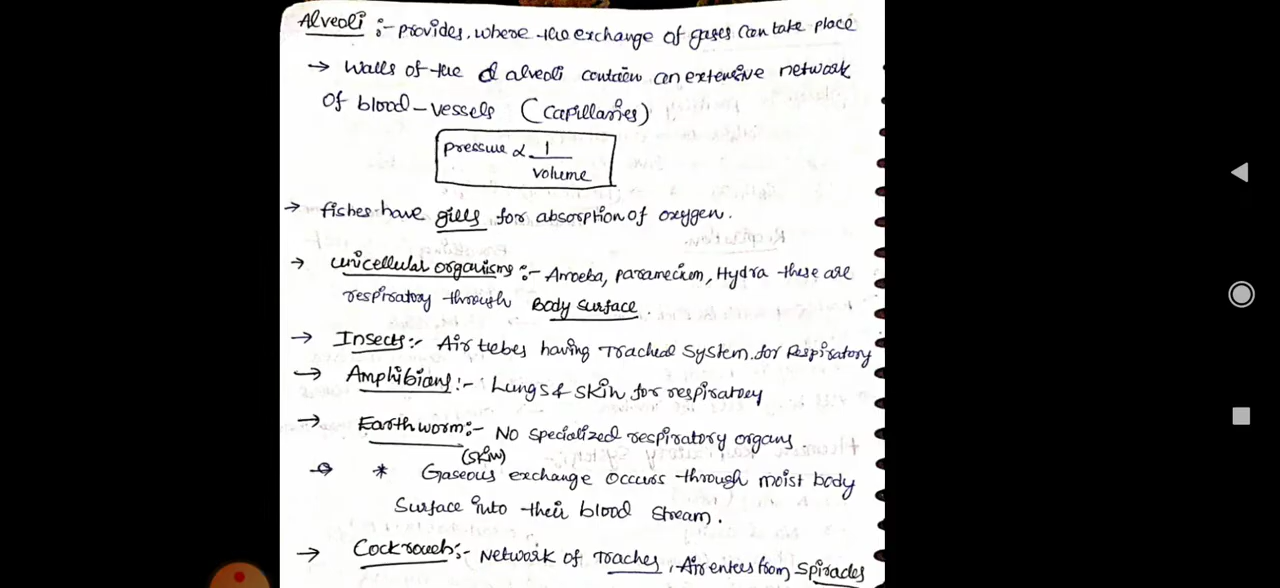 Alveoli :- provides, where the exchange of gases can take place
→ Walls of the alveoli contain an extensive network
of blood-vessels (Capillaries)
pressure ∝ 1
volume
→ fishes have gills for absorption of oxygen.
→ Unicellular organisms :- Amoeba, paramecium, Hydra these are
respiratory through Body surface.
→ Insects:- Air tubes having Tracheal System for Respiratory
→ Amphibians:- Lungs & skin for respiratory
→ Earthworm:- No specialized respiratory organs.
(skin)
→ * Gaseous exchange occurs through moist body
Surface into their blood stream.
→ Cockroach:- Network of Traches, Air enters from Spiracles